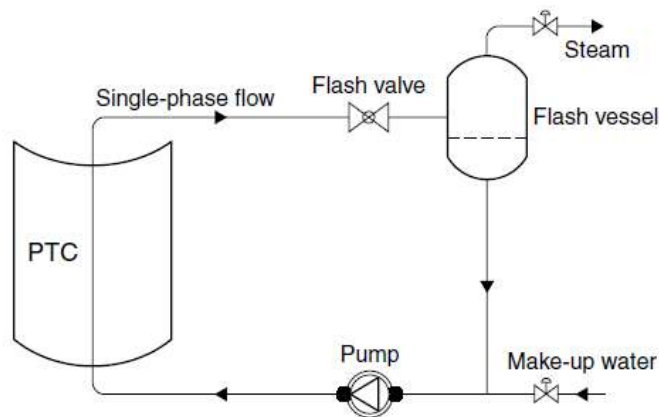 Steam
Flash valve
Single-phase flow
Flash vessel
PTC
Pump
Make-up water